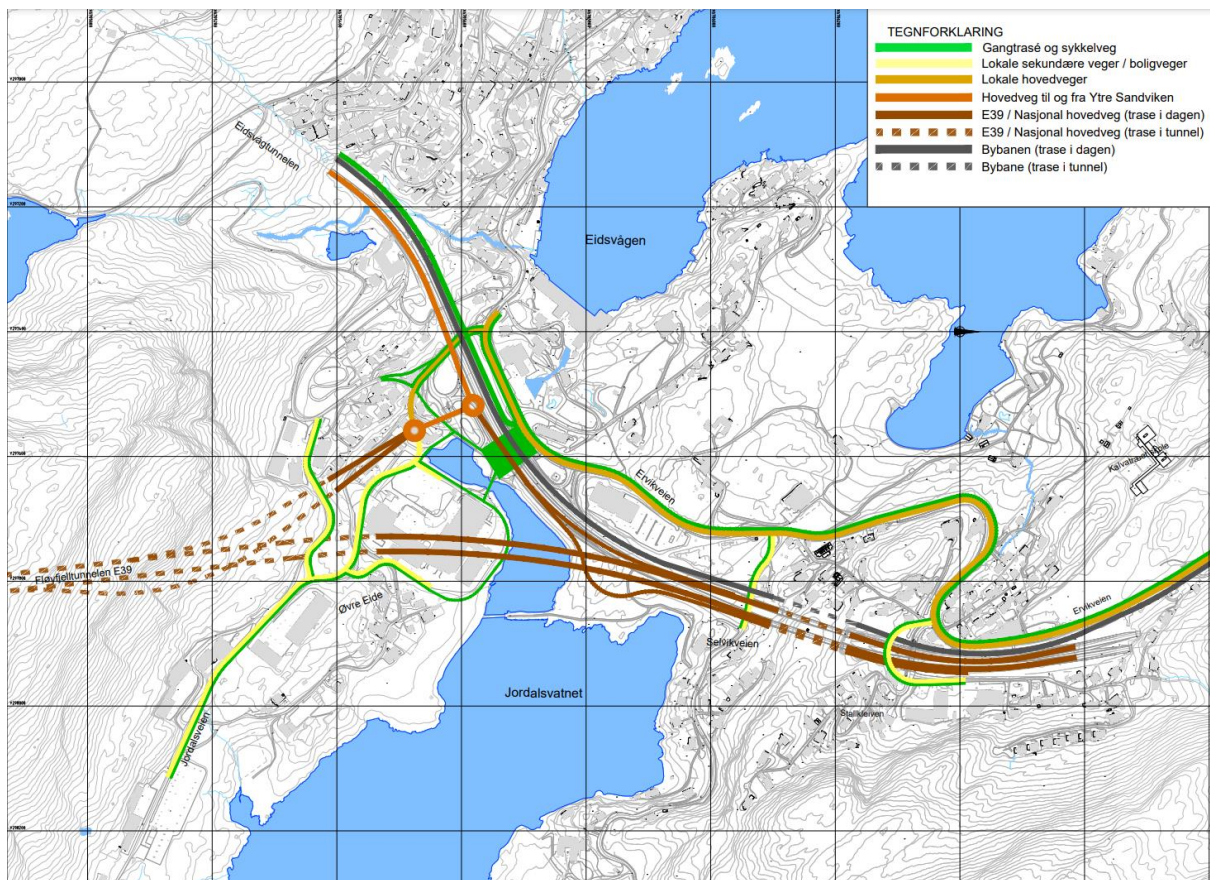 TEGNFORKLARING
Gangtrasé og sykkelveg
Lokale sekundære veger / boligveger
Lokale hovedveger
Hovedveg til og fra Ytre Sandviken
E39 / Nasjonal hovedveg (trase i dagen)
E39 / Nasjonal hovedveg (trase i tunnel)
Bybanen (trase i dagen)
Bybane (trase i tunnel)
Eidsvågtunnelen
Eidsvågen
Ervikveien
Fløyfjelltunnelen E39
Øvre Eide
Selvikveien
Ervikveien
Jordalsvatnet
Jordalsveien